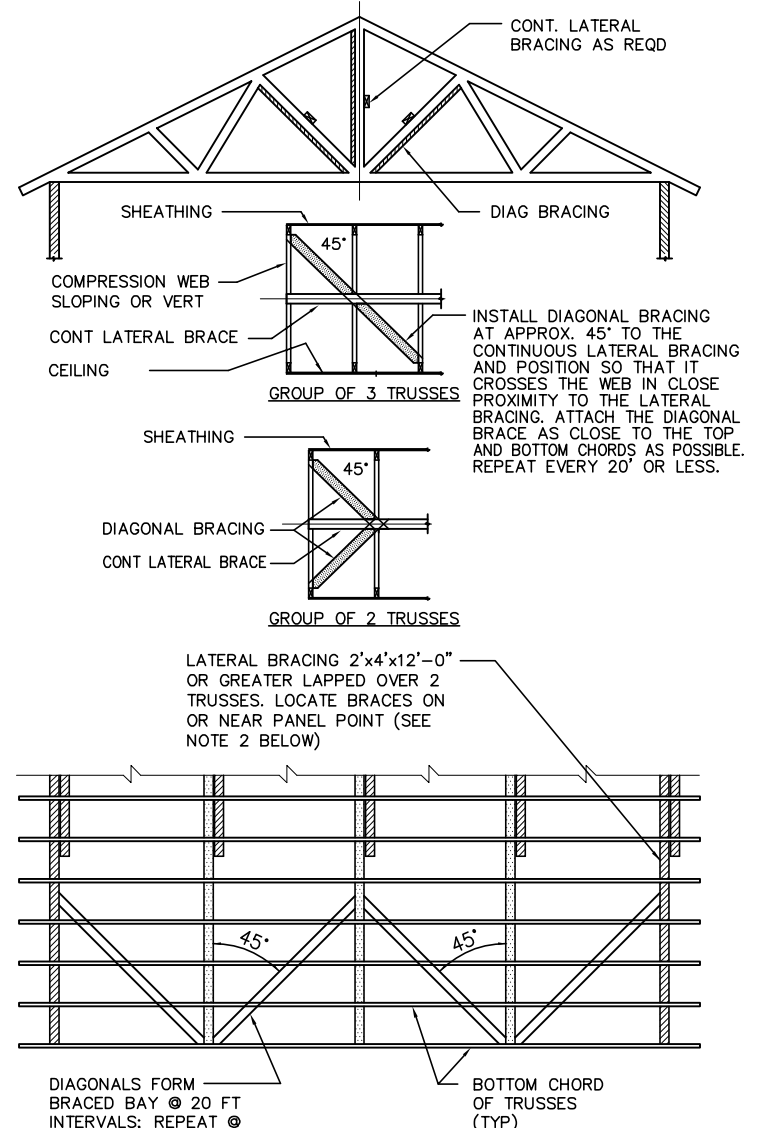 CONT. LATERAL
BRACING AS REQD
SHEATHING
DIAG BRACING
45°
COMPRESSION WEB
SLOPING OR VERT
CONT LATERAL BRACE
CEILING
GROUP OF 3 TRUSSES
INSTALL DIAGONAL BRACING
AT APPROX. 45° TO THE
CONTINUOUS LATERAL BRACING
AND POSITION SO THAT IT
CROSSES THE WEB IN CLOSE
PROXIMITY TO THE LATERAL
BRACING. ATTACH THE DIAGONAL
BRACE AS CLOSE TO THE TOP
AND BOTTOM CHORDS AS POSSIBLE.
REPEAT EVERY 20' OR LESS.
SHEATHING
45°
DIAGONAL BRACING
CONT LATERAL BRACE
GROUP OF 2 TRUSSES
LATERAL BRACING 2'x4'x12'-0"
OR GREATER LAPPED OVER 2
TRUSSES. LOCATE BRACES ON
OR NEAR PANEL POINT (SEE
NOTE 2 BELOW)
45°
45°
DIAGONALS FORM
BRACED BAY @ 20 FT
INTERVALS: REPEAT @
BOTTOM CHORD
OF TRUSSES
(TYP)